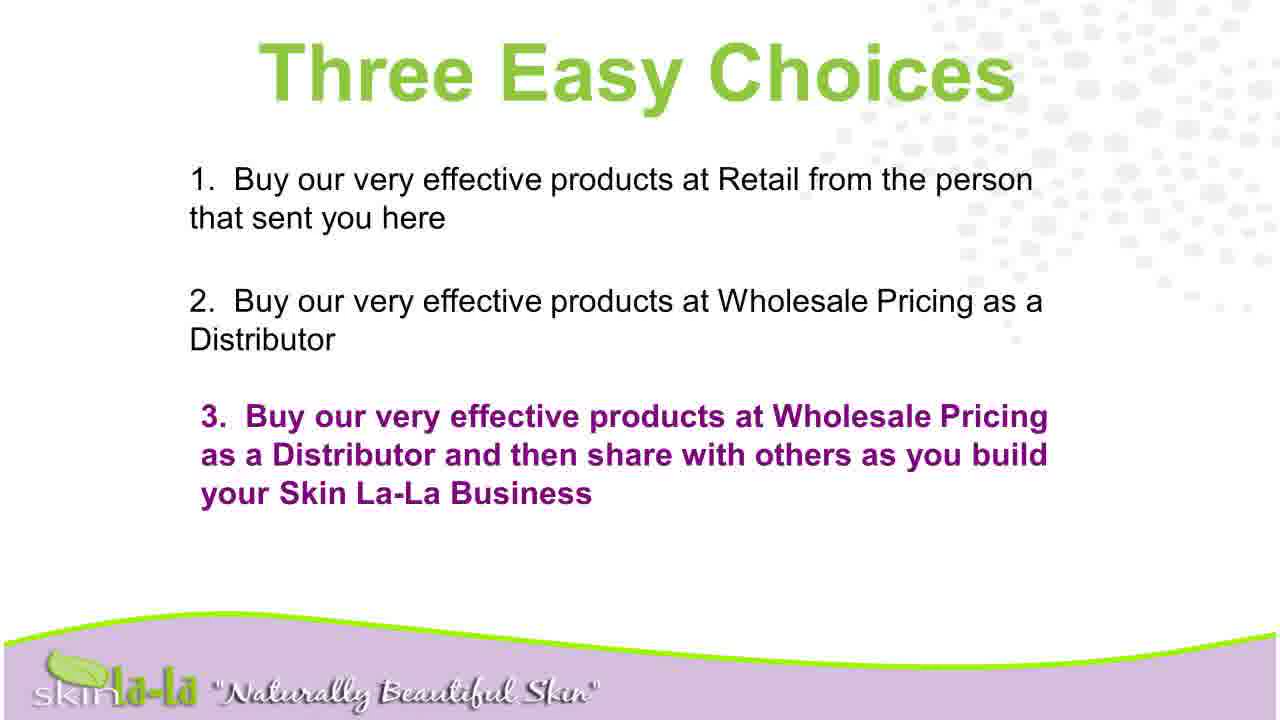 Three Easy Choices
1. Buy our very effective products at Retail from the person
that sent you here
2. Buy our very effective products at Wholesale Pricing as a
Distributor
3. Buy our very effective products at Wholesale Pricing
as a Distributor and then share with others as you build
your Skin La-La Business
skin la-la "Naturally Beautiful Skin"